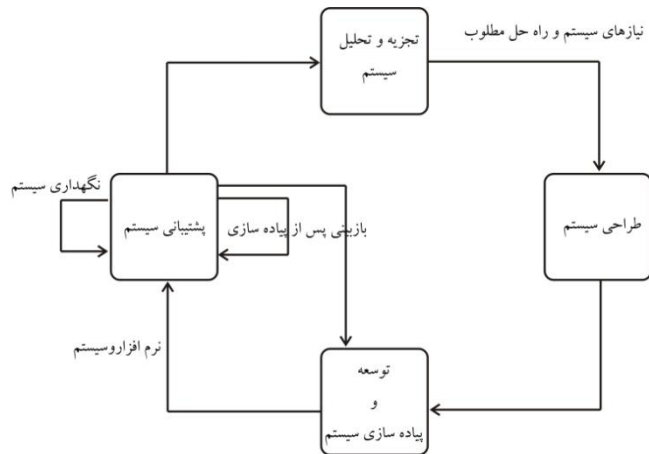 تجزیه و تحلیل
سیستم
نیازهای سیستم و راه حل مطلوب
نگهداری سیستم
پشتیبانی سیستم
بازبینی پس از پیاده سازی
طراحی سیستم
نرم افزاروسیستم
توسعه
و
پیاده سازی سیستم